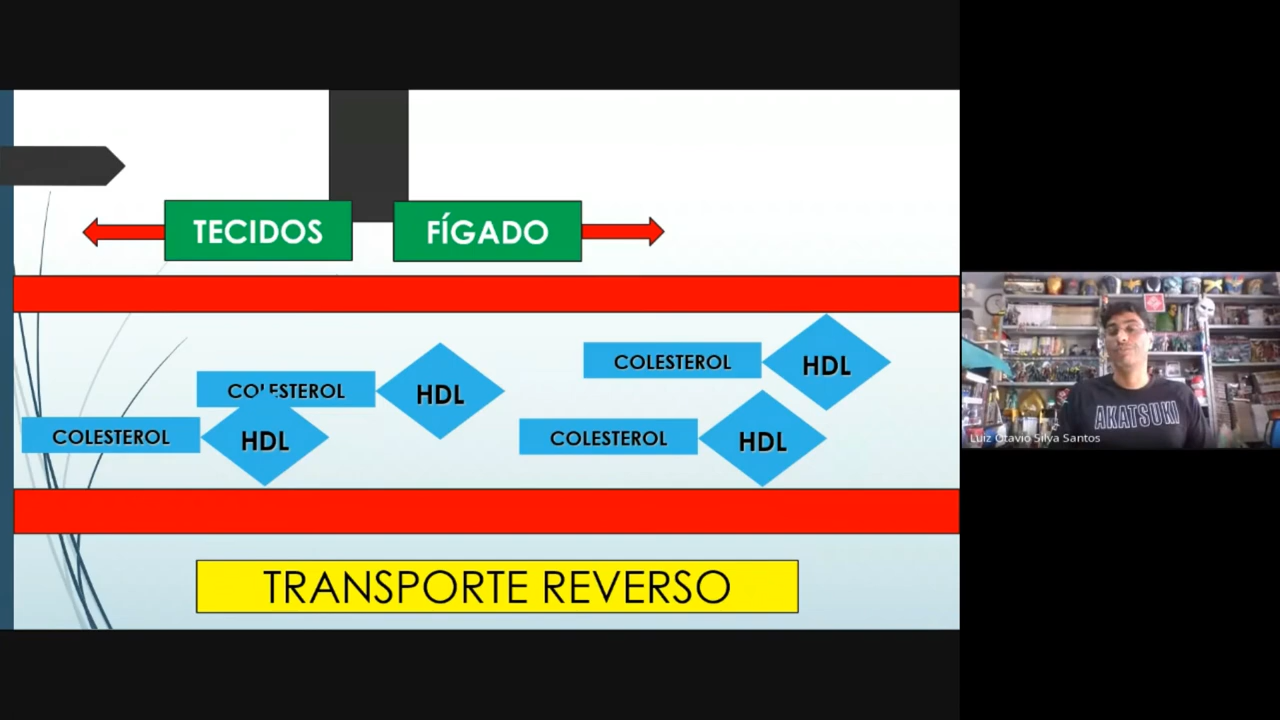 TECIDOS
FÍGADO
COLESTEROL
HDL
COLESTEROL
HDL
COLESTEROL
HDL
COLESTEROL
HDL
TRANSPORTE REVERSO
AKATSUKI
Luiz Otavio Silva Santos